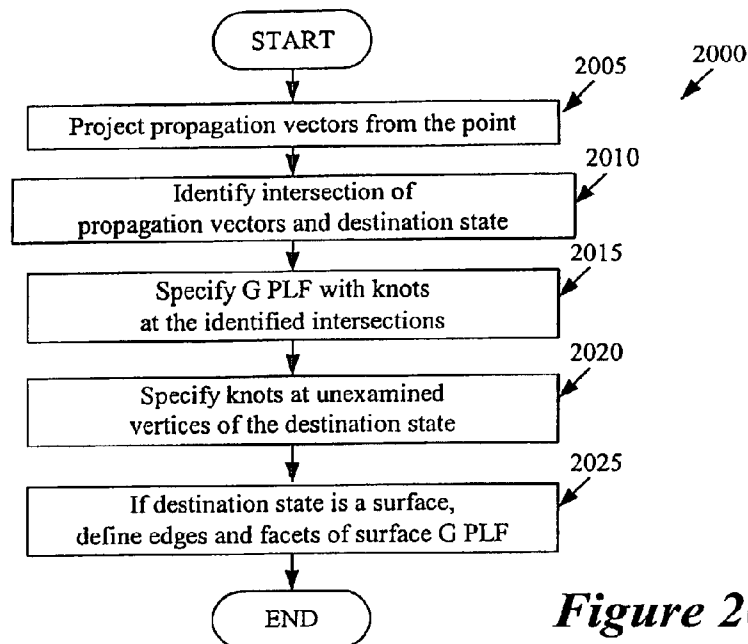 START
2000
2005
Project propagation vectors from the point
2010
Identify intersection of
propagation vectors and destination state
2015
Specify G PLF with knots
at the identified intersections
2020
Specify knots at unexamined
vertices of the destination state
2025
If destination state is a surface,
define edges and facets of surface G PLF
END
Figure 2